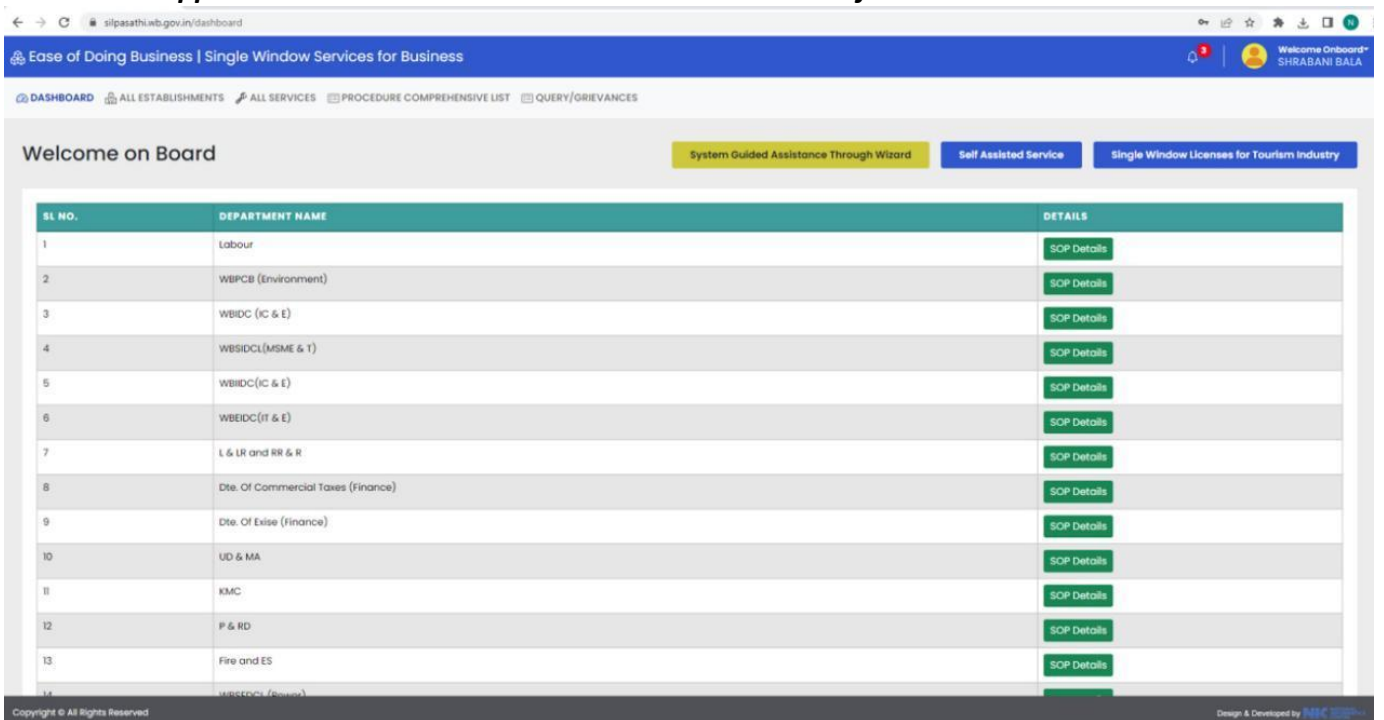 silpasathi.wb.gov.in/dashboard
N
Ease of Doing Business | Single Window Services for Business
3
Welcome Onboard
SHRABANI BALA
DASHBOARD ALL ESTABLISHMENTS ALL SERVICES PROCEDURE COMPREHENSIVE LIST QUERY/GRIEVANCES
Welcome on Board
System Guided Assistance Through Wizard Self Assisted Service Single Window Licenses for Tourism Industry
SL NO. DEPARTMENT NAME DETAILS
1 Labour SOP Details
2 WBPCB (Environment) SOP Details
3 WBIDC (IC & E) SOP Details
4 WBSIDCL(MSME & T) SOP Details
5 WBIIDC(IC & E) SOP Details
6 WBEIDC(IT & E) SOP Details
7 L & LR and RR & R SOP Details
8 Dte. Of Commercial Taxes (Finance) SOP Details
9 Dte. Of Exise (Finance) SOP Details
10 UD & MA SOP Details
11 KMC SOP Details
12 P & RD SOP Details
13 Fire and ES SOP Details
14 WBSEDCL (Power)
Copyright © All Rights Reserved Design & Developed by NIC